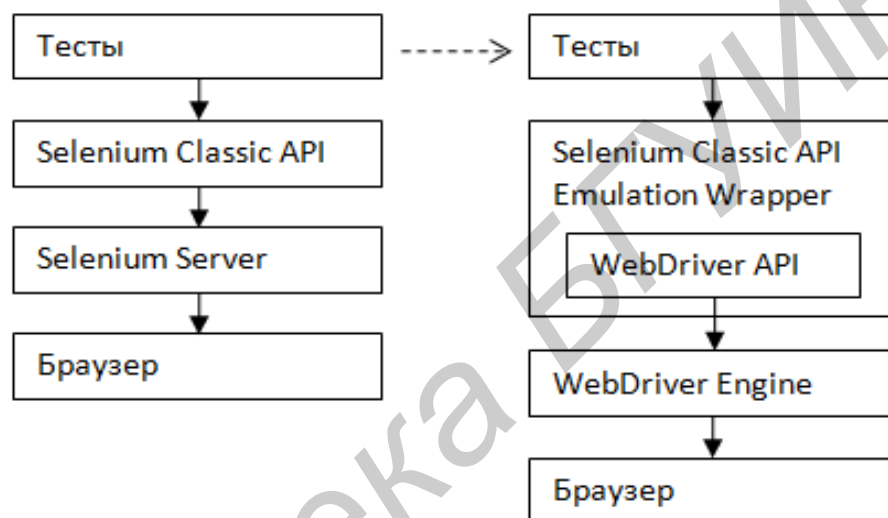 Тесты
Selenium Classic API
Selenium Server
Браузер
Тесты
Selenium Classic API
Emulation Wrapper
WebDriver API
WebDriver Engine
Браузер